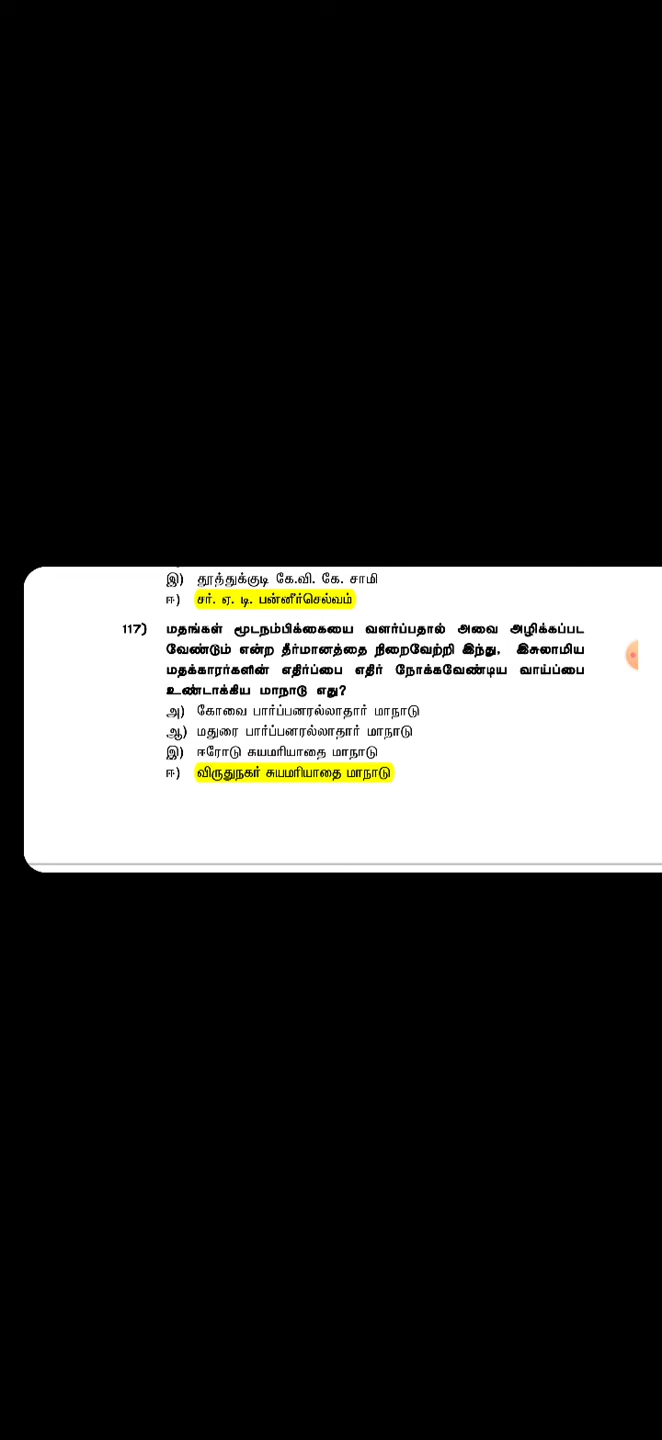 இ) தூத்துக்குடி கே.வி. கே. சாமி
ஈ) சர். ஏ. டி. பன்னீர்செல்வம்
117) மதங்கள் மூடநம்பிக்கையை வளர்ப்பதால் அவை அழிக்கப்பட
வேண்டும் என்ற தீர்மானத்தை நிறைவேற்றி இந்து, இசுலாமிய
மதக்காரர்களின் எதிர்ப்பை எதிர் நோக்கவேண்டிய வாய்ப்பை
உண்டாக்கிய மாநாடு எது?
அ) கோவை பார்ப்பனரல்லாதார் மாநாடு
ஆ) மதுரை பார்ப்பனரல்லாதார் மாநாடு
இ) ஈரோடு சுயமரியாதை மாநாடு
ஈ) விருதுநகர் சுயமரியாதை மாநாடு